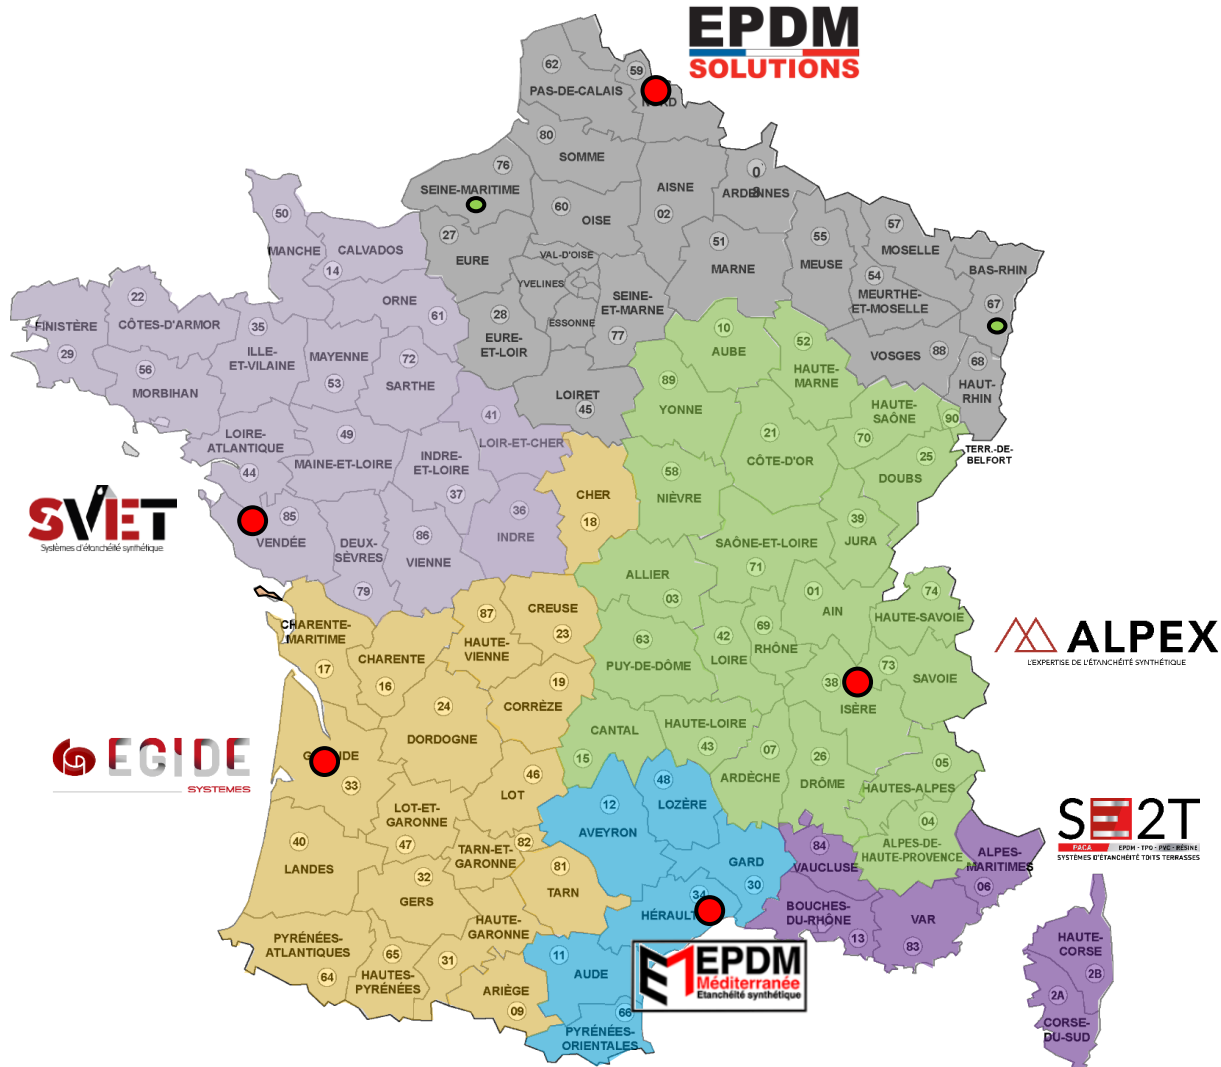 EPDM
SOLUTIONS
62
PAS-DE-CALAIS
59
NORD
80
SOMME
76
SEINE-MARITIME
AISNE
02
ARDENNES
0
8
60
OISE
50
MANCHE
CALVADOS
14
27
EURE
VAL-D'OISE
YVELINES
ESSONNE
SEINE-
ET-MARNE
77
51
MARNE
55
MEUSE
57
MOSELLE
54
MEURTHE-
ET-MOSELLE
BAS-RHIN
67
22
CÔTES-D'ARMOR
FINISTÈRE
29
56
MORBIHAN
35
ILLE-
ET-VILAINE
ORNE
61
MAYENNE
53
72
SARTHE
28
EURE-
ET-LOIR
LOIRET
45
10
AUBE
52
HAUTE-
MARNE
VOSGES
88
68
HAUT-
RHIN
89
YONNE
HAUTE-
SAÔNE
70
90
TERR.-DE-
BELFORT
41
LOIR-ET-CHER
LOIRE-
ATLANTIQUE
44
49
MAINE-ET-LOIRE
INDRE-
ET-LOIRE
37
21
CÔTE-D'OR
25
DOUBS
58
NIÈVRE
CHER
18
36
INDRE
SVET
Systèmes d'étanchéité synthétique
85
VENDÉE
DEUX-
SÈVRES
79
86
VIENNE
39
JURA
SAÔNE-ET-LOIRE
71
ALLIER
03
01
AIN
74
HAUTE-SAVOIE
CHARENTE-
MARITIME
17
CHARENTE
16
87
HAUTE-
VIENNE
CREUSE
23
63
PUY-DE-DÔME
42
LOIRE
69
RHÔNE
73
SAVOIE
38
ISÈRE
ALPEX
L'EXPERTISE DE L'ÉTANCHÉITÉ SYNTHÉTIQUE
19
CORRÈZE
24
DORDOGNE
CANTAL
15
HAUTE-LOIRE
43
07
ARDÈCHE
26
DRÔME
05
HAUTES-ALPES
EGIDE
SYSTEMES
GIRONDE
33
46
LOT
LOT-ET-
GARONNE
47
12
AVEYRON
48
LOZÈRE
04
ALPES-DE-
HAUTE-PROVENCE
SE2T
PACA
EPDM - TPO - PVC - RÉSINE
SYSTÈMES D'ÉTANCHÉITÉ TOITS TERRASSES
40
LANDES
TARN-ET-
GARONNE
82
81
TARN
32
GERS
GARD
30
84
VAUCLUSE
ALPES-
MARITIMES
06
34
HÉRAULT
BOUCHES-
DU-RHÔNE
13
VAR
83
PYRÉNÉES-
ATLANTIQUES
64
65
HAUTES-
PYRÉNÉES
HAUTE-
GARONNE
31
ARIÈGE
09
11
AUDE
66
PYRÉNÉES-
ORIENTALES
EPDM
Méditerranée
Etanchéité synthétique
HAUTE-
CORSE
2B
2A
CORSE-
DU-SUD